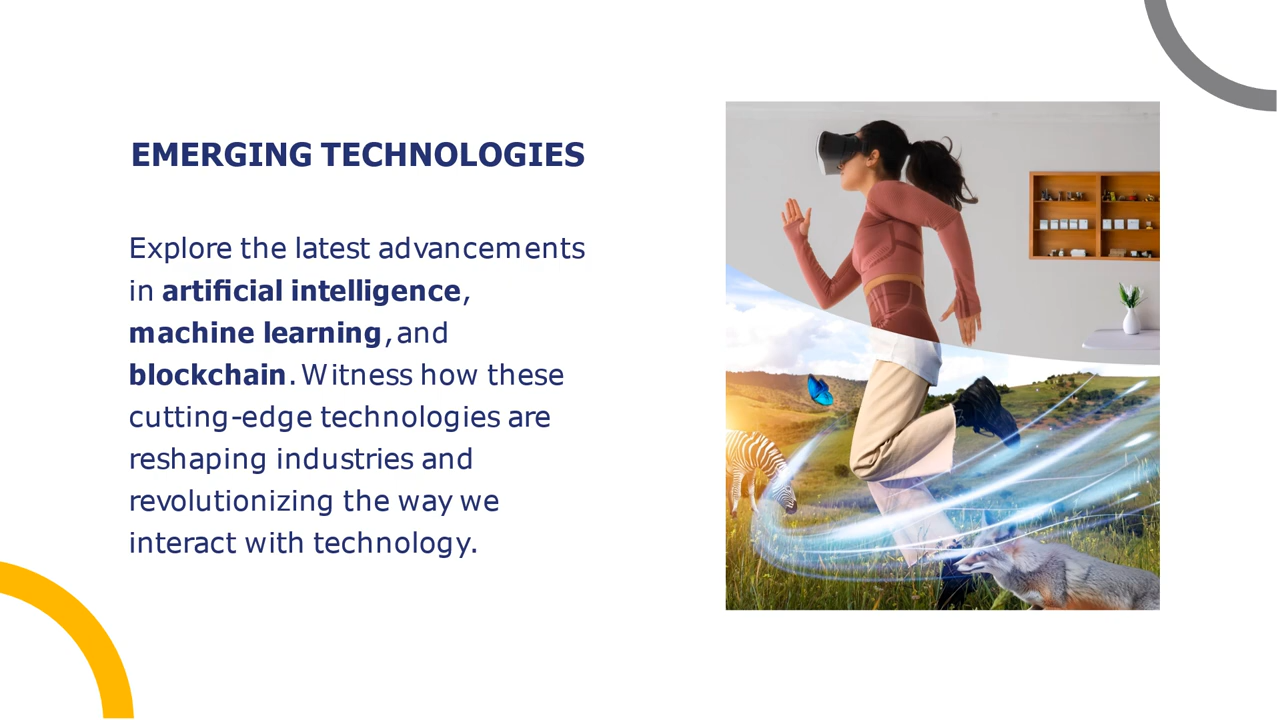 EMERGING TECHNOLOGIES
Explore the latest advancements
in artificial intelligence,
machine learning, and
blockchain. Witness how these
cutting-edge technologies are
reshaping industries and
revolutionizing the way we
interact with technology.